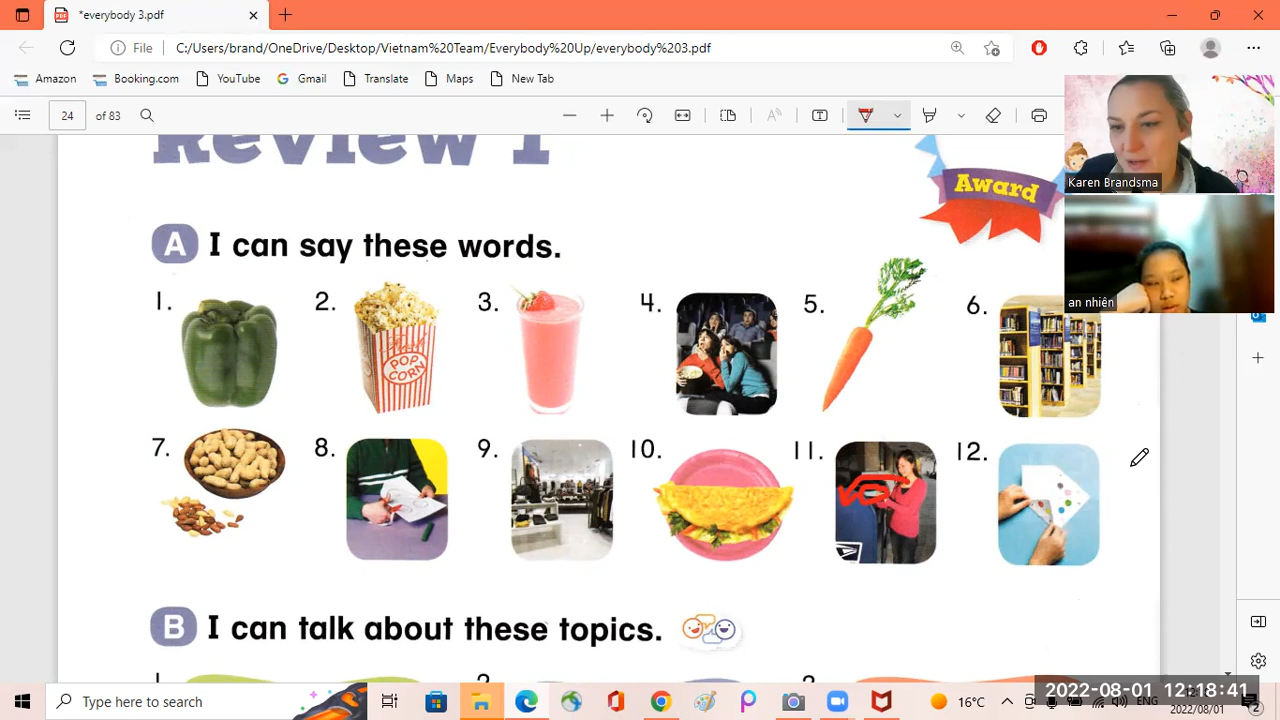 *everybody 3.pdf
File C:/Users/brand/OneDrive/Desktop/Vietnam%20Team/Everybody%20Up/everybody%203.pdf
Amazon Booking.com YouTube Gmail Translate Maps New Tab
24 of 83
Review 1
Award
Karen Brandsma
an nhiên
A I can say these words.
1. 2. 3. 4. 5. 6.
POP CORN
7. 8. 9. 10. 11. 12.
B I can talk about these topics.
Type here to search
16°C
ENG
2022-08-01 12:18:41
2022/08/01